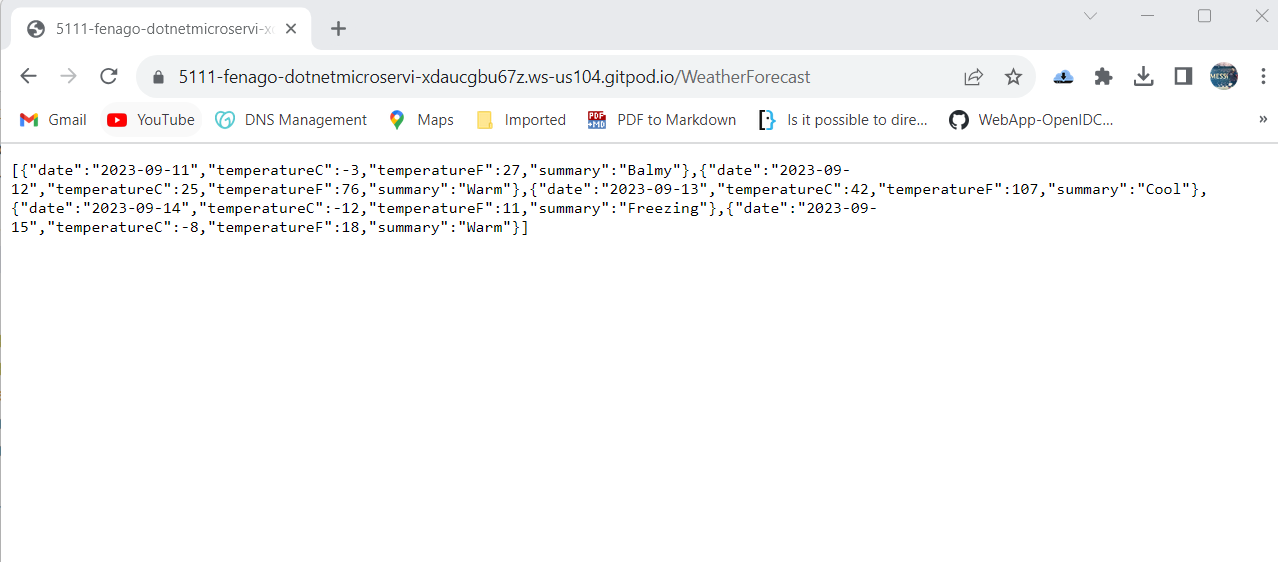 5111-fenago-dotnetmicroservi-x
5111-fenago-dotnetmicroservi-xdaucgbu67z.ws-us104.gitpod.io/WeatherForecast
Gmail YouTube DNS Management Maps Imported PDF to Markdown Is it possible to dire... WebApp-OpenIDC... »
[{"date":"2023-09-11","temperatureC":-3,"temperatureF":27,"summary":"Balmy"},{"date":"2023-09-
12","temperatureC":25,"temperatureF":76,"summary":"Warm"},{"date":"2023-09-13","temperatureC":42,"temperatureF":107,"summary":"Cool"},
{"date":"2023-09-14","temperatureC":-12,"temperatureF":11,"summary":"Freezing"},{"date":"2023-09-
15","temperatureC":-8,"temperatureF":18,"summary":"Warm"}]